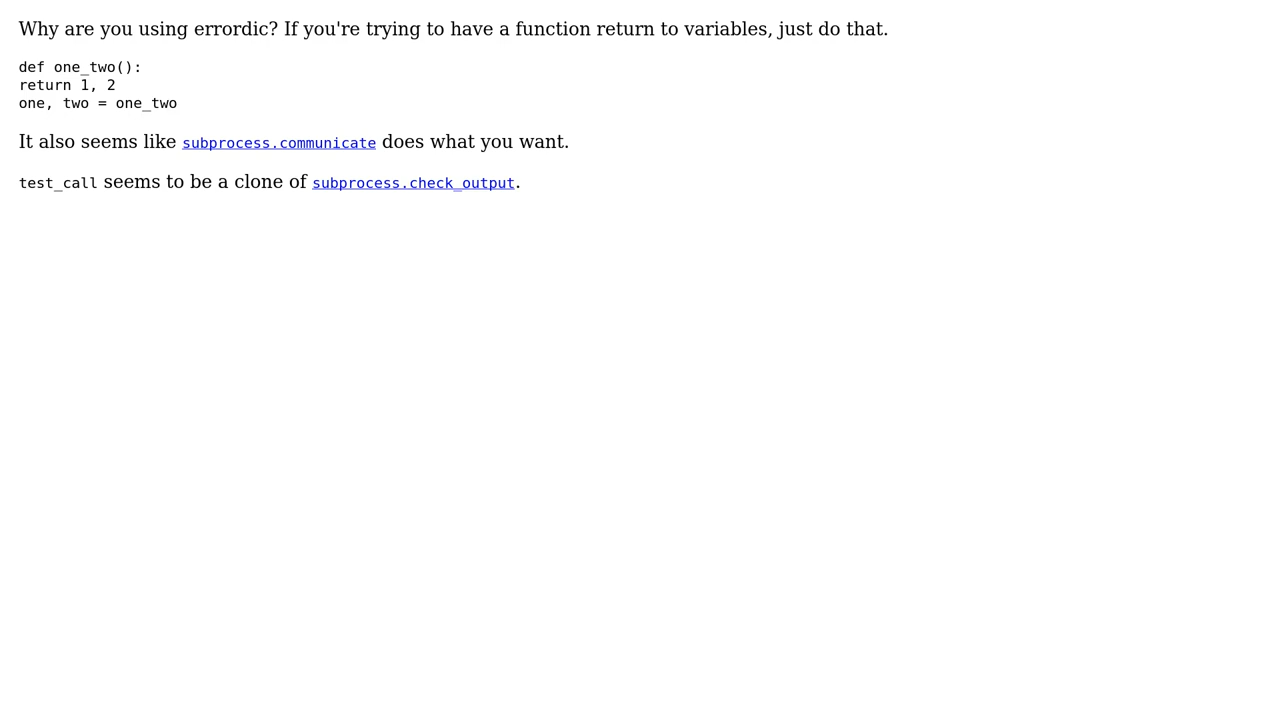 Why are you using errordic? If you're trying to have a function return to variables, just do that.
def one_two():
return 1, 2
one, two = one_two
It also seems like subprocess.communicate does what you want.
test_call seems to be a clone of subprocess.check_output.